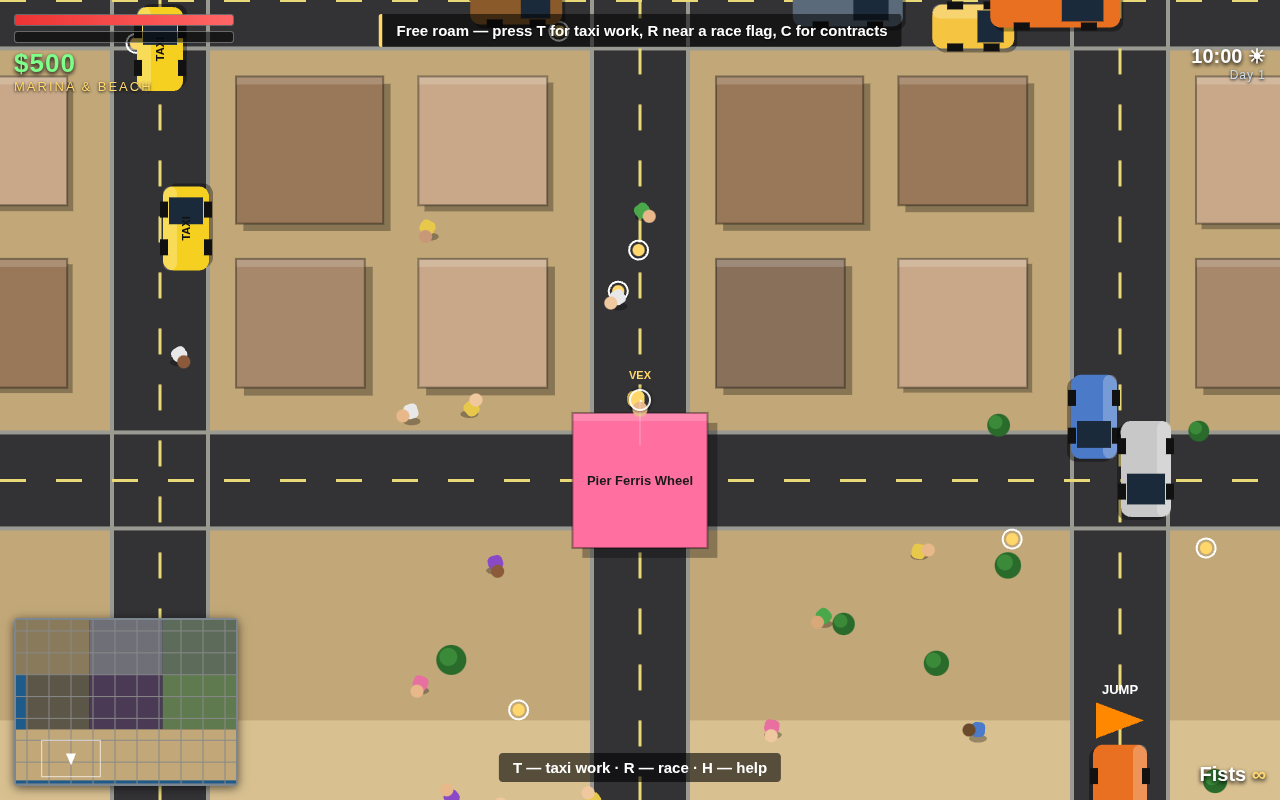 Free roam — press T for taxi work, R near a race flag, C for contracts
$500
MARINA & BEACH
10:00 ☀
Day 1
TAXI
TAXI
VEX
Pier Ferris Wheel
JUMP
T — taxi work · R — race · H — help
Fists ∞